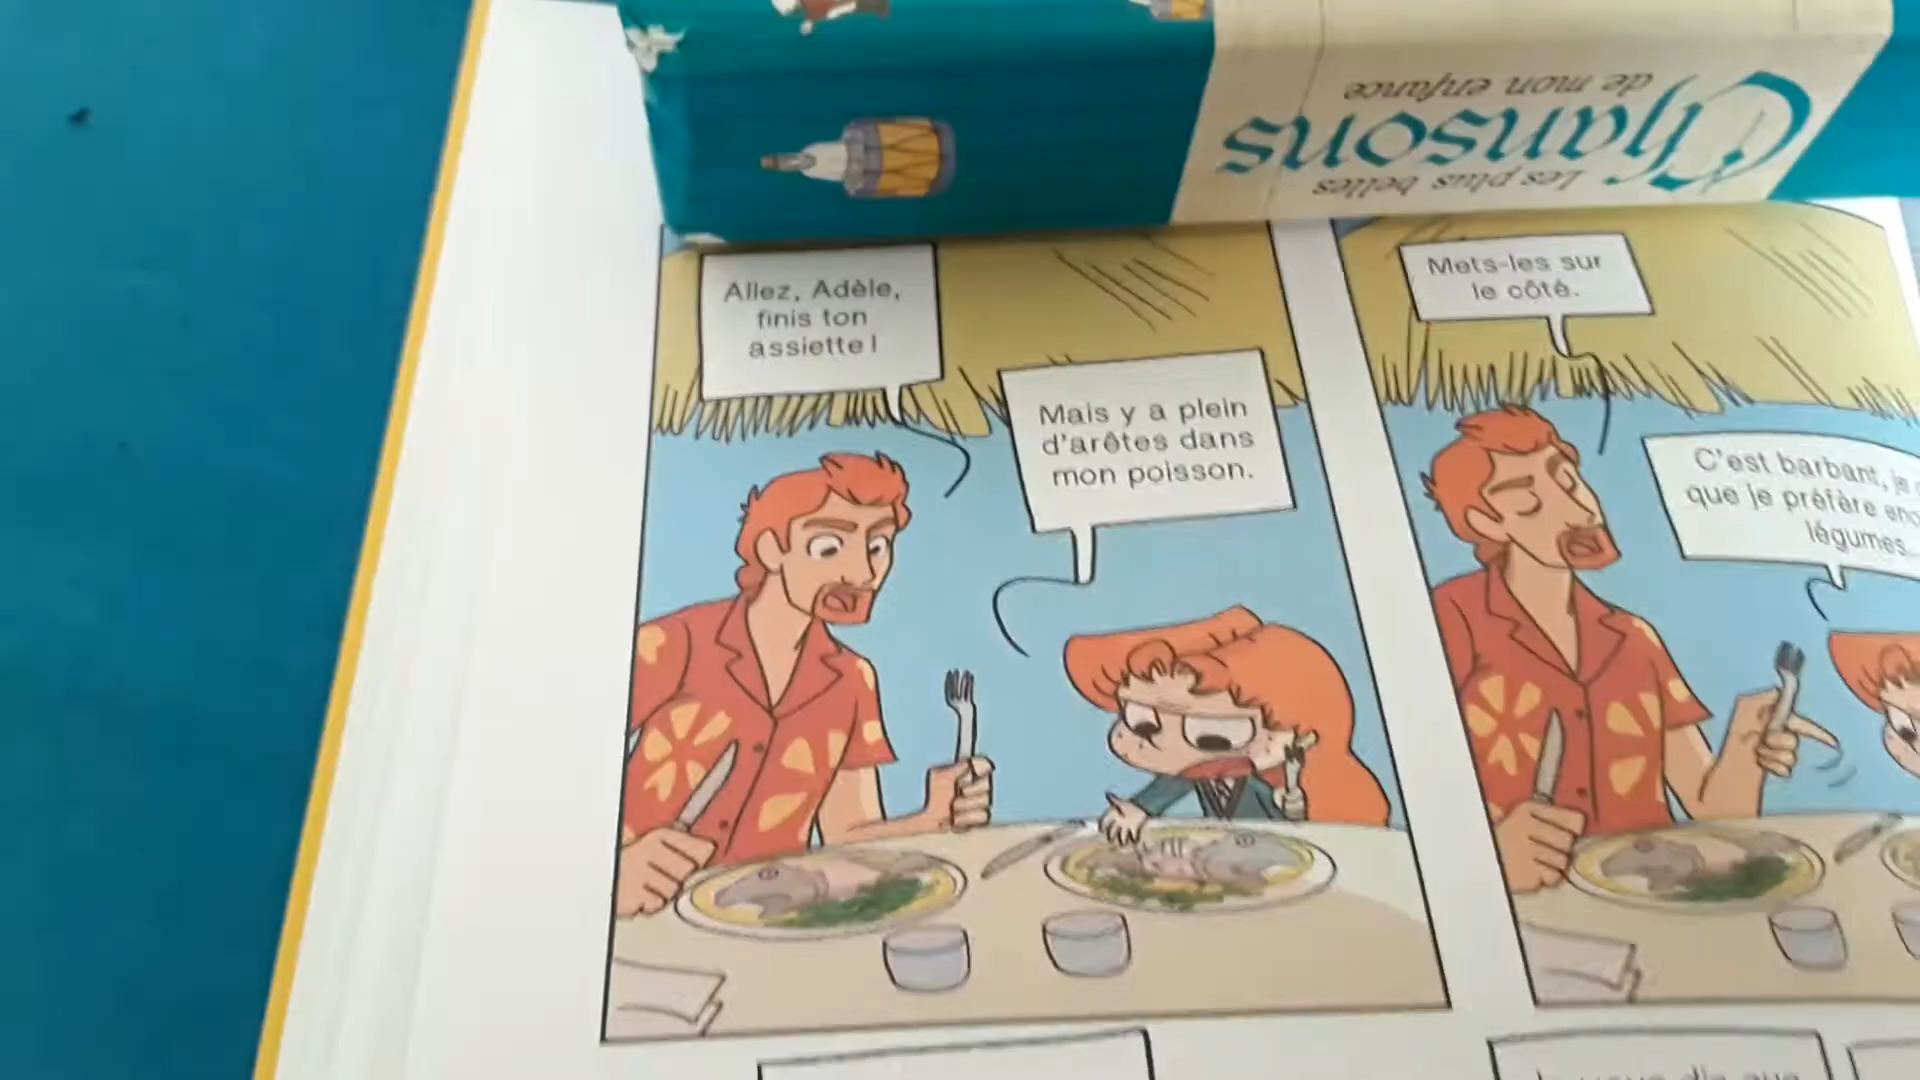 Les plus belles
Chansons
de mon enfance
Allez, Adèle,
finis ton
assiette !
Mais y a plein
d'arêtes dans
mon poisson.
Mets-les sur
le côté.
C'est barbant, je
que je préfère
légumes...